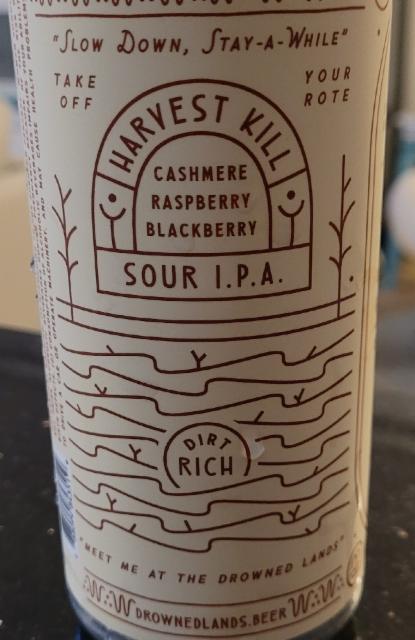 "SLOW DOWN, STAY-A-WHILE"
TAKE
OFF
YOUR
ROTE
HARVEST KILL
CASHMERE
RASPBERRY
BLACKBERRY
SOUR I.P.A.
DIRT
RICH
"MEET ME AT THE DROWNED LANDS"
DROWNEDLANDS.BEER